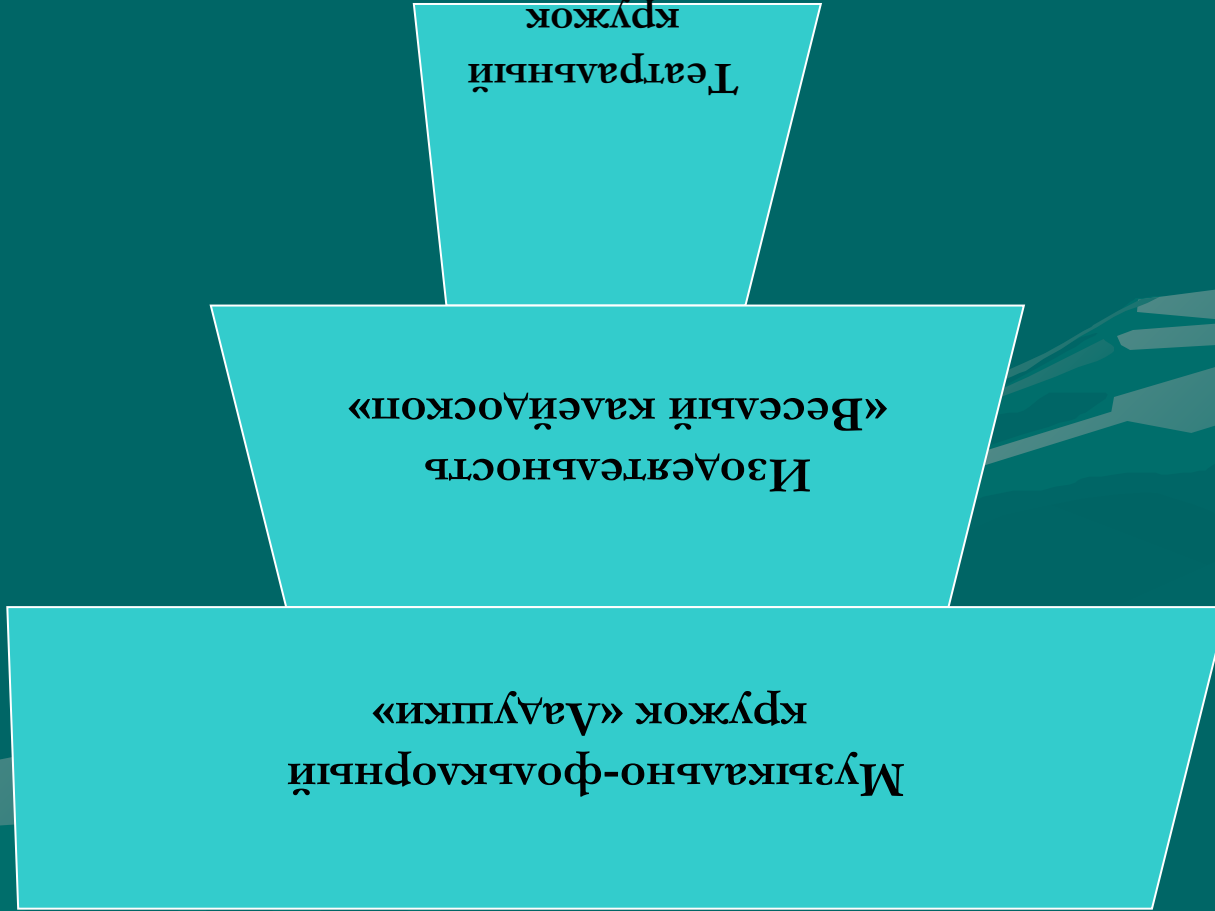 Музыкально-фольклорный
кружок «Ладушки»
Изодеятельность
«Веселый калейдоскоп»
Театральный
кружок